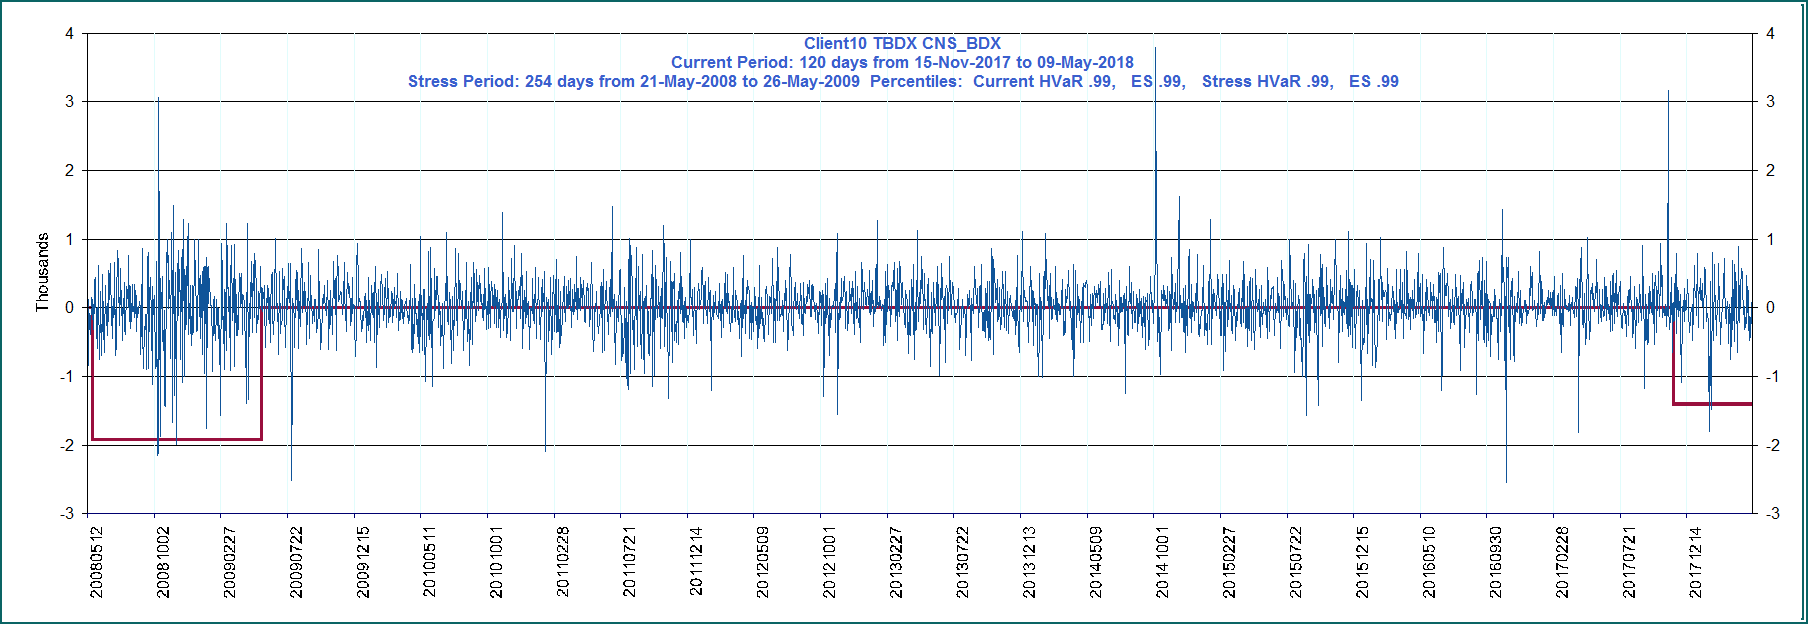 Client10 TBDX CNS_BDX
Current Period: 120 days from 15-Nov-2017 to 09-May-2018
Stress Period: 254 days from 21-May-2008 to 26-May-2009 Percentiles: Current HVaR .99, ES .99, Stress HVaR .99, ES .99
4 4
3 3
2 2
1 1
0 0
-1 -1
-2 -2
-3 -3
Thousands
20080512 20081002 20090227 20090722 20091215 20100511 20101001 20110228 20110721 20111214 20120509 20121001 20130227 20130722 20131213 20140509 20141001 20150227 20150722 20151215 20160510 20160930 20170228 20170721 20171214